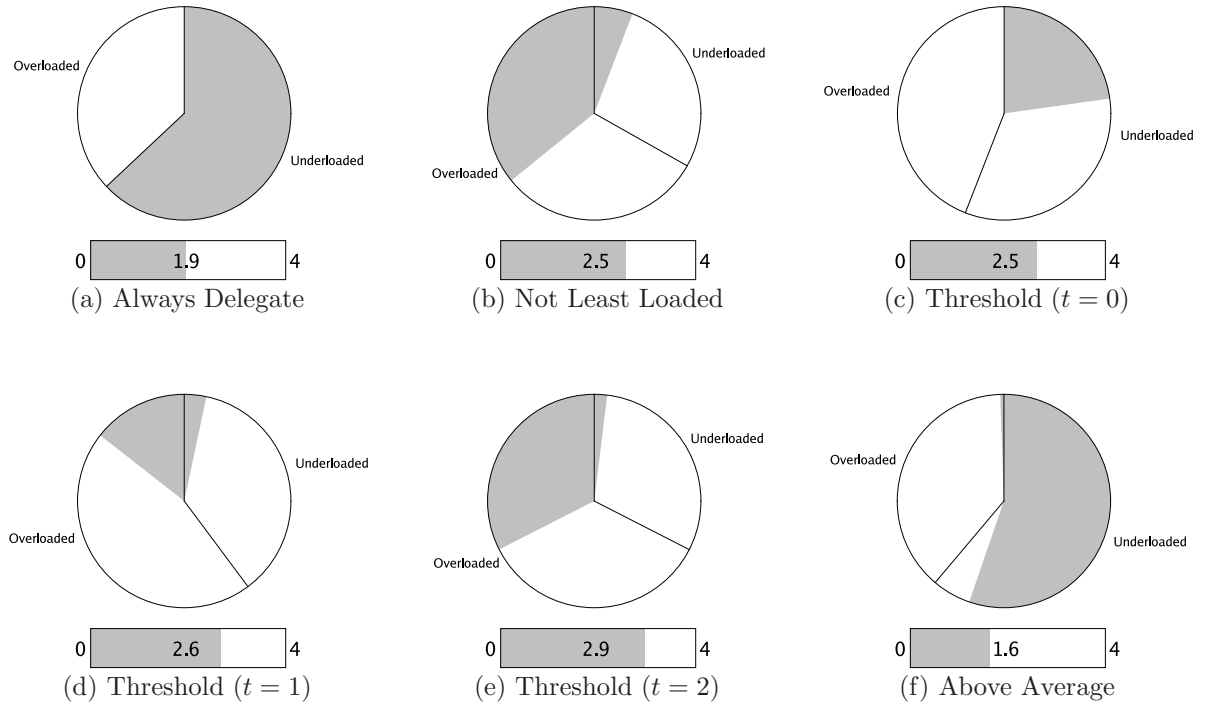 Overloaded
Underloaded
0 1.9 4
(a) Always Delegate
Underloaded
Overloaded
0 2.5 4
(b) Not Least Loaded
Overloaded
Underloaded
0 2.5 4
(c) Threshold (t = 0)
Underloaded
Overloaded
0 2.6 4
(d) Threshold (t = 1)
Underloaded
Overloaded
0 2.9 4
(e) Threshold (t = 2)
Overloaded
Underloaded
0 1.6 4
(f) Above Average